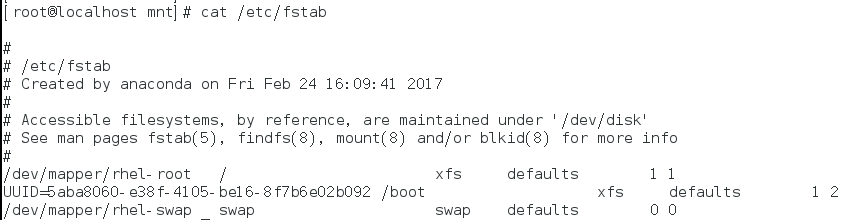 [root@localhost mnt]# cat /etc/fstab
#
# /etc/fstab
# Created by anaconda on Fri Feb 24 16:09:41 2017
#
# Accessible filesystems, by reference, are maintained under '/dev/disk'
# See man pages fstab(5), findfs(8), mount(8) and/or blkid(8) for more info
#
/dev/mapper/rhel-root / xfs defaults 1 1
UUID=5aba8060-e38f-4105-be16-8f7b6e02b092 /boot xfs defaults 1 2
/dev/mapper/rhel-swap _ swap swap defaults 0 0